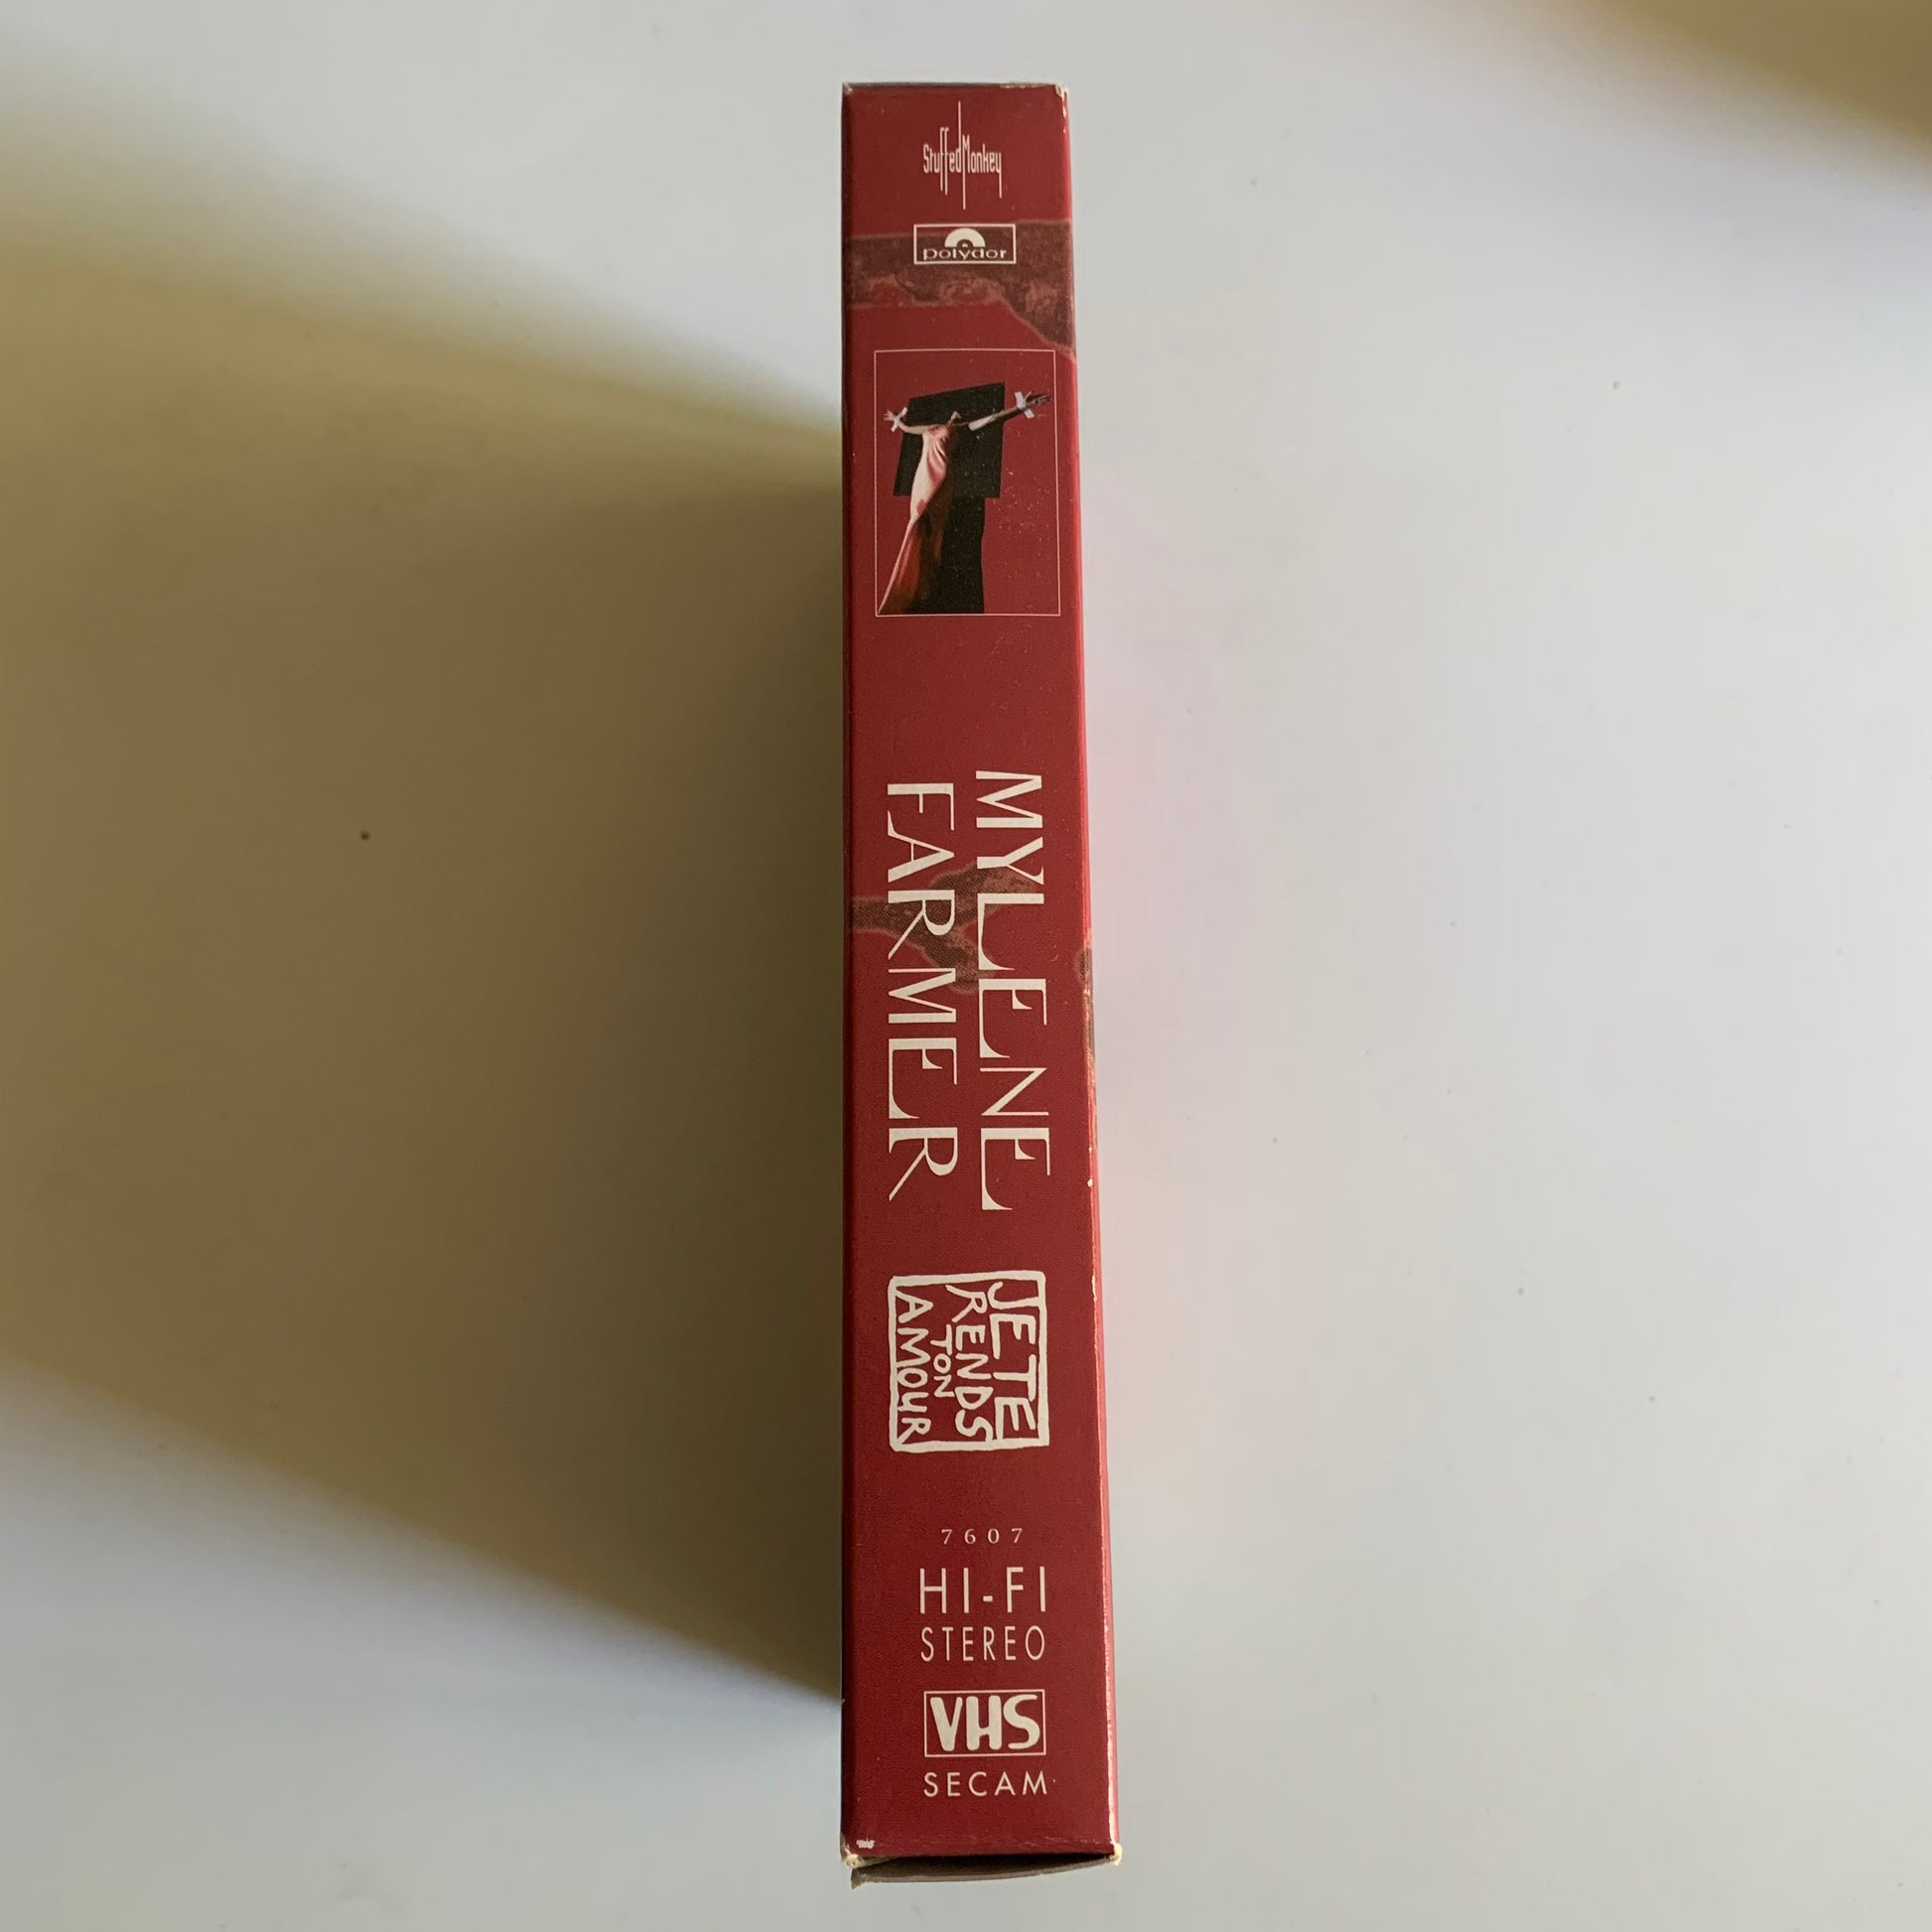 StuffedMonkey
polydor
MYLENE
FARMER
JE TE
RENDS
TON
AMOUR
7607
HI-FI
STEREO
VHS
SECAM